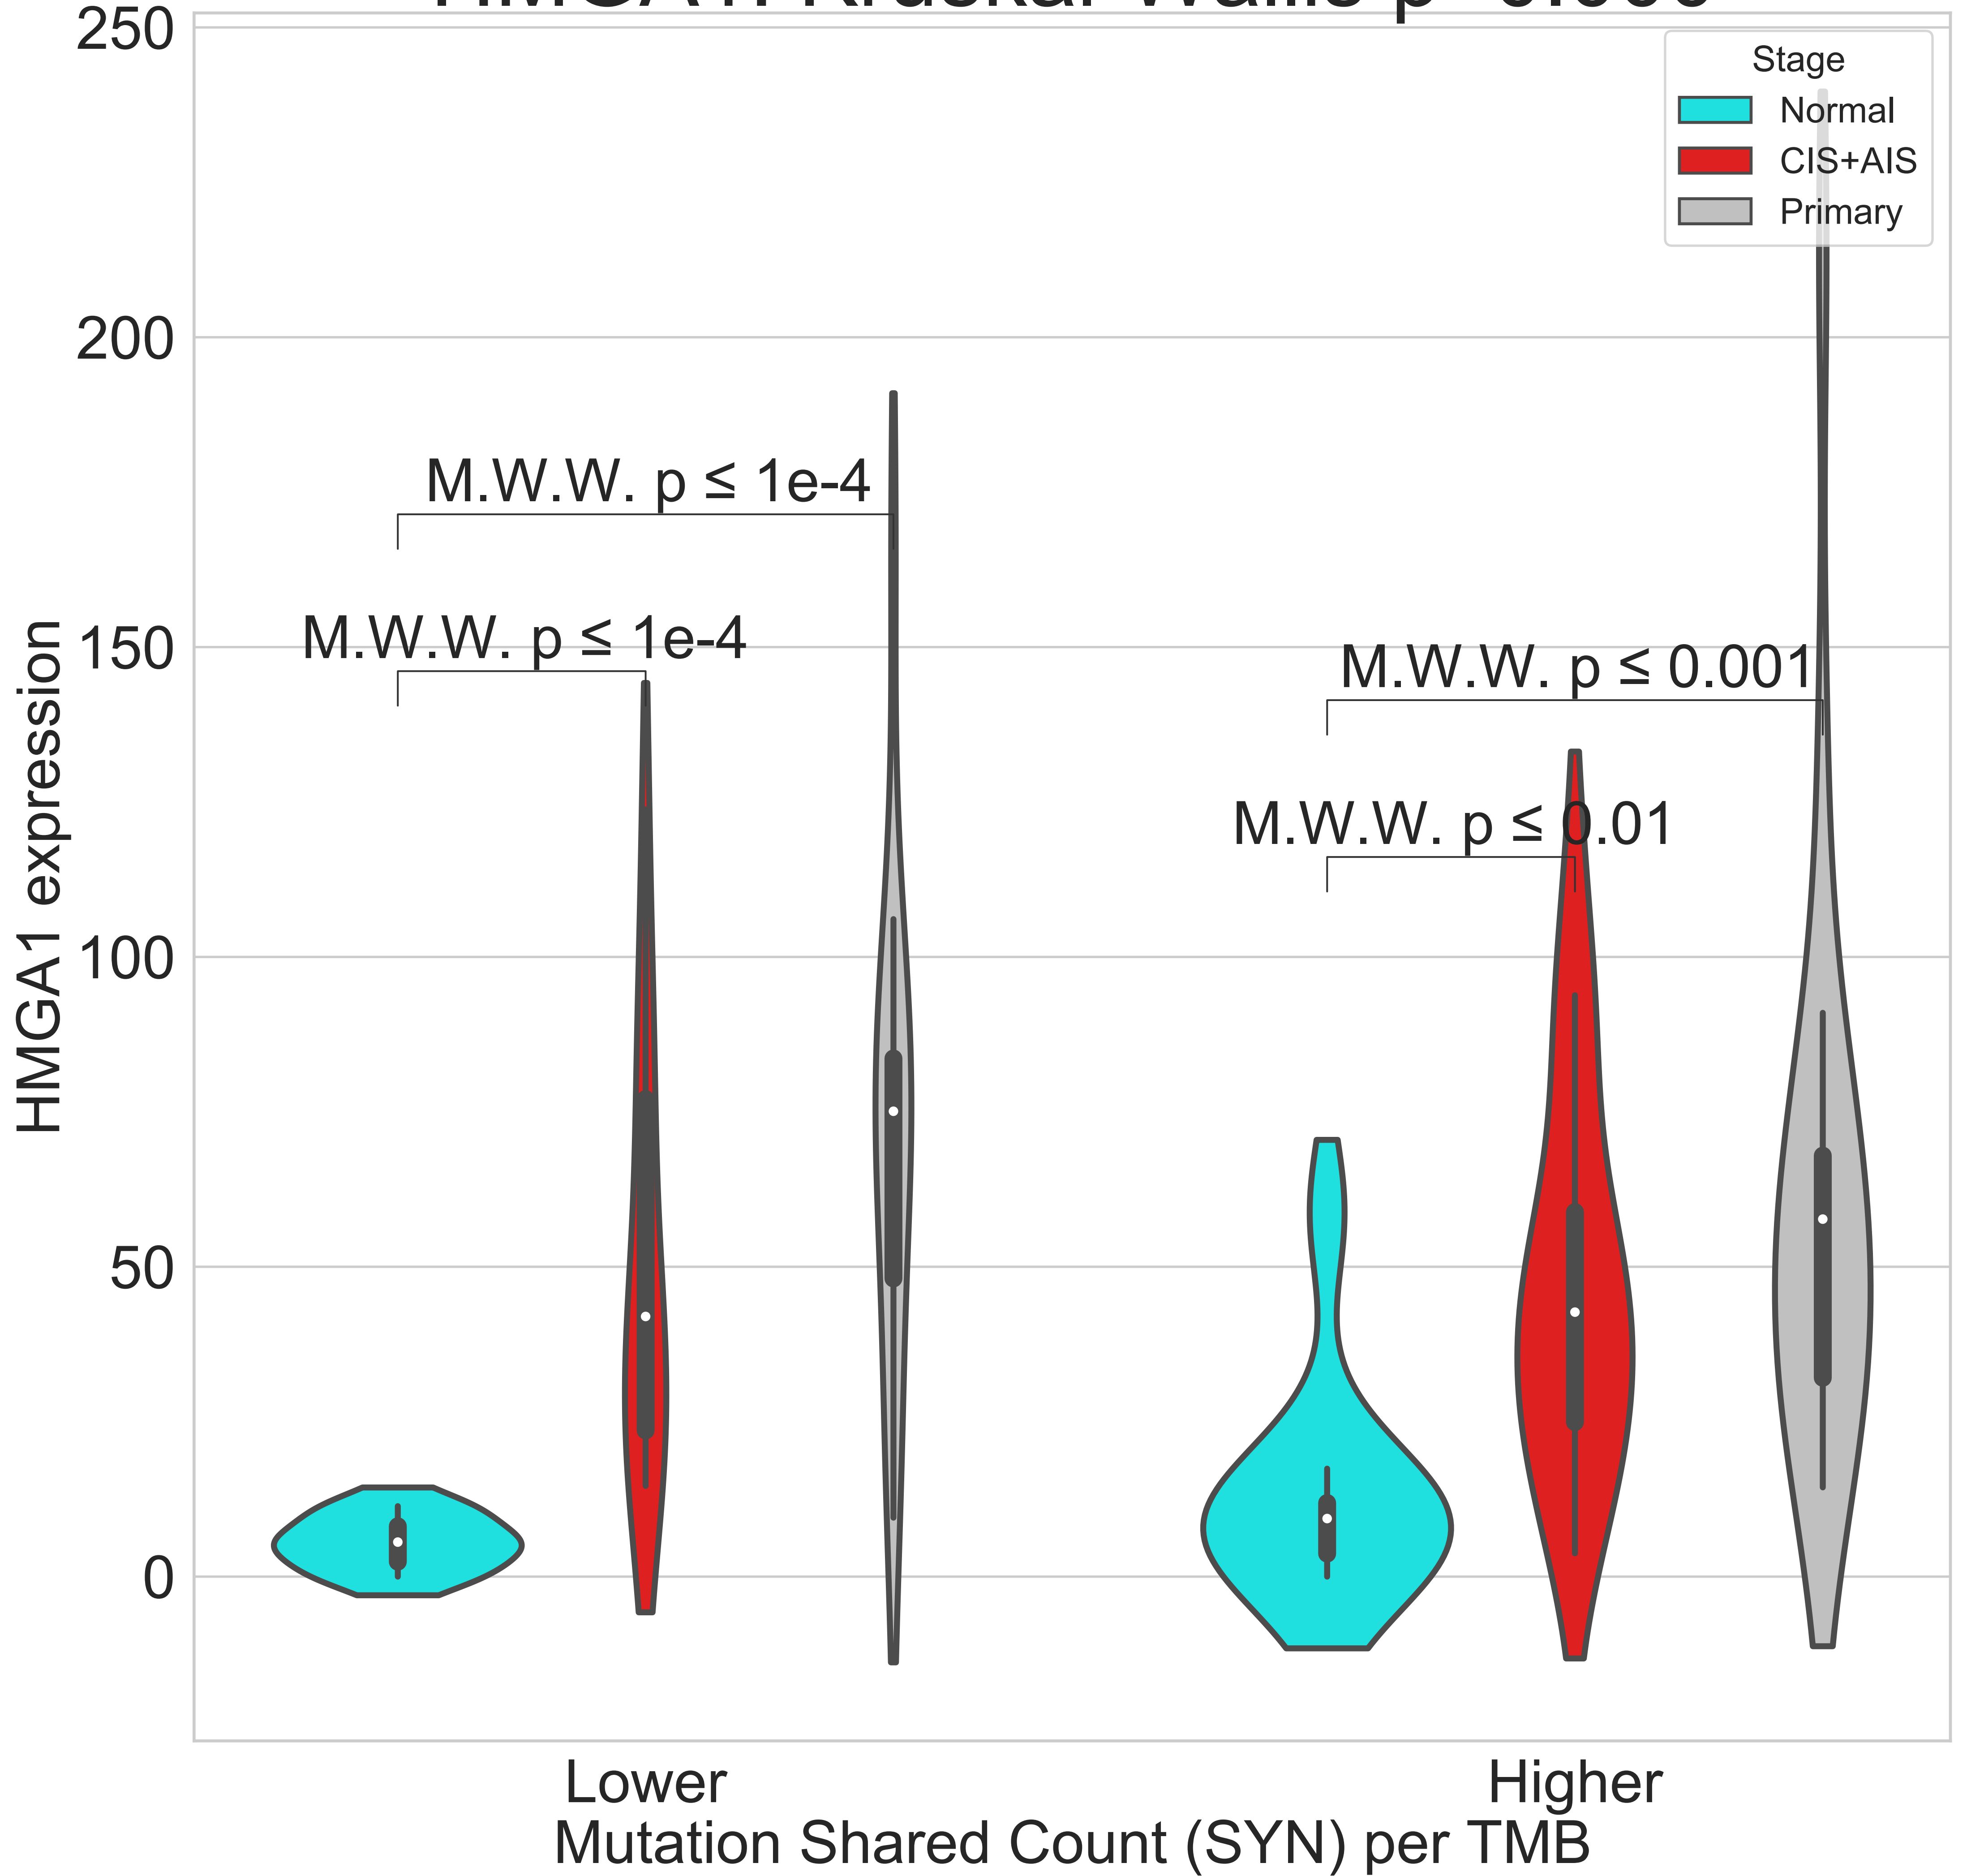 250
200
150
100
50
0
HMGA1 expression
Stage
Normal
CIS+AIS
Primary
M.W.W. p ≤ 1e-4
M.W.W. p ≤ 1e-4
M.W.W. p ≤ 0.001
M.W.W. p ≤ 0.01
Lower
Higher
Mutation Shared Count (SYN) per TMB